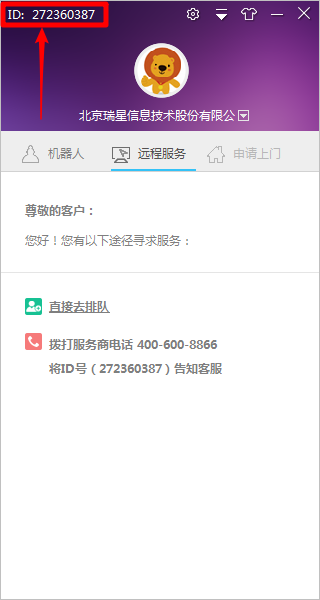 ID: 272360387
北京瑞星信息技术股份有限公
机器人
远程服务
申请上门
尊敬的客户：
您好！您有以下途径寻求服务：
直接去排队
拨打服务商电话 400-600-8866
将ID号（272360387）告知客服